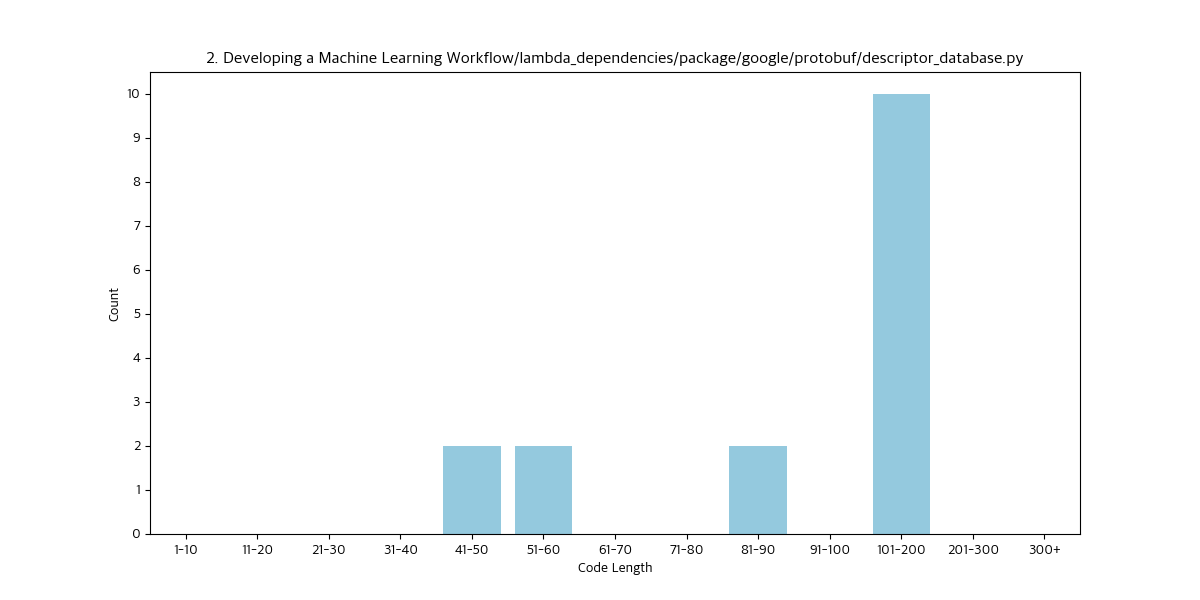 2. Developing a Machine Learning Workflow/lambda_dependencies/package/google/protobuf/descriptor_database.py
10
9
8
7
6
5
4
3
2
1
0
Count
1-10 11-20 21-30 31-40 41-50 51-60 61-70 71-80 81-90 91-100 101-200 201-300 300+
Code Length